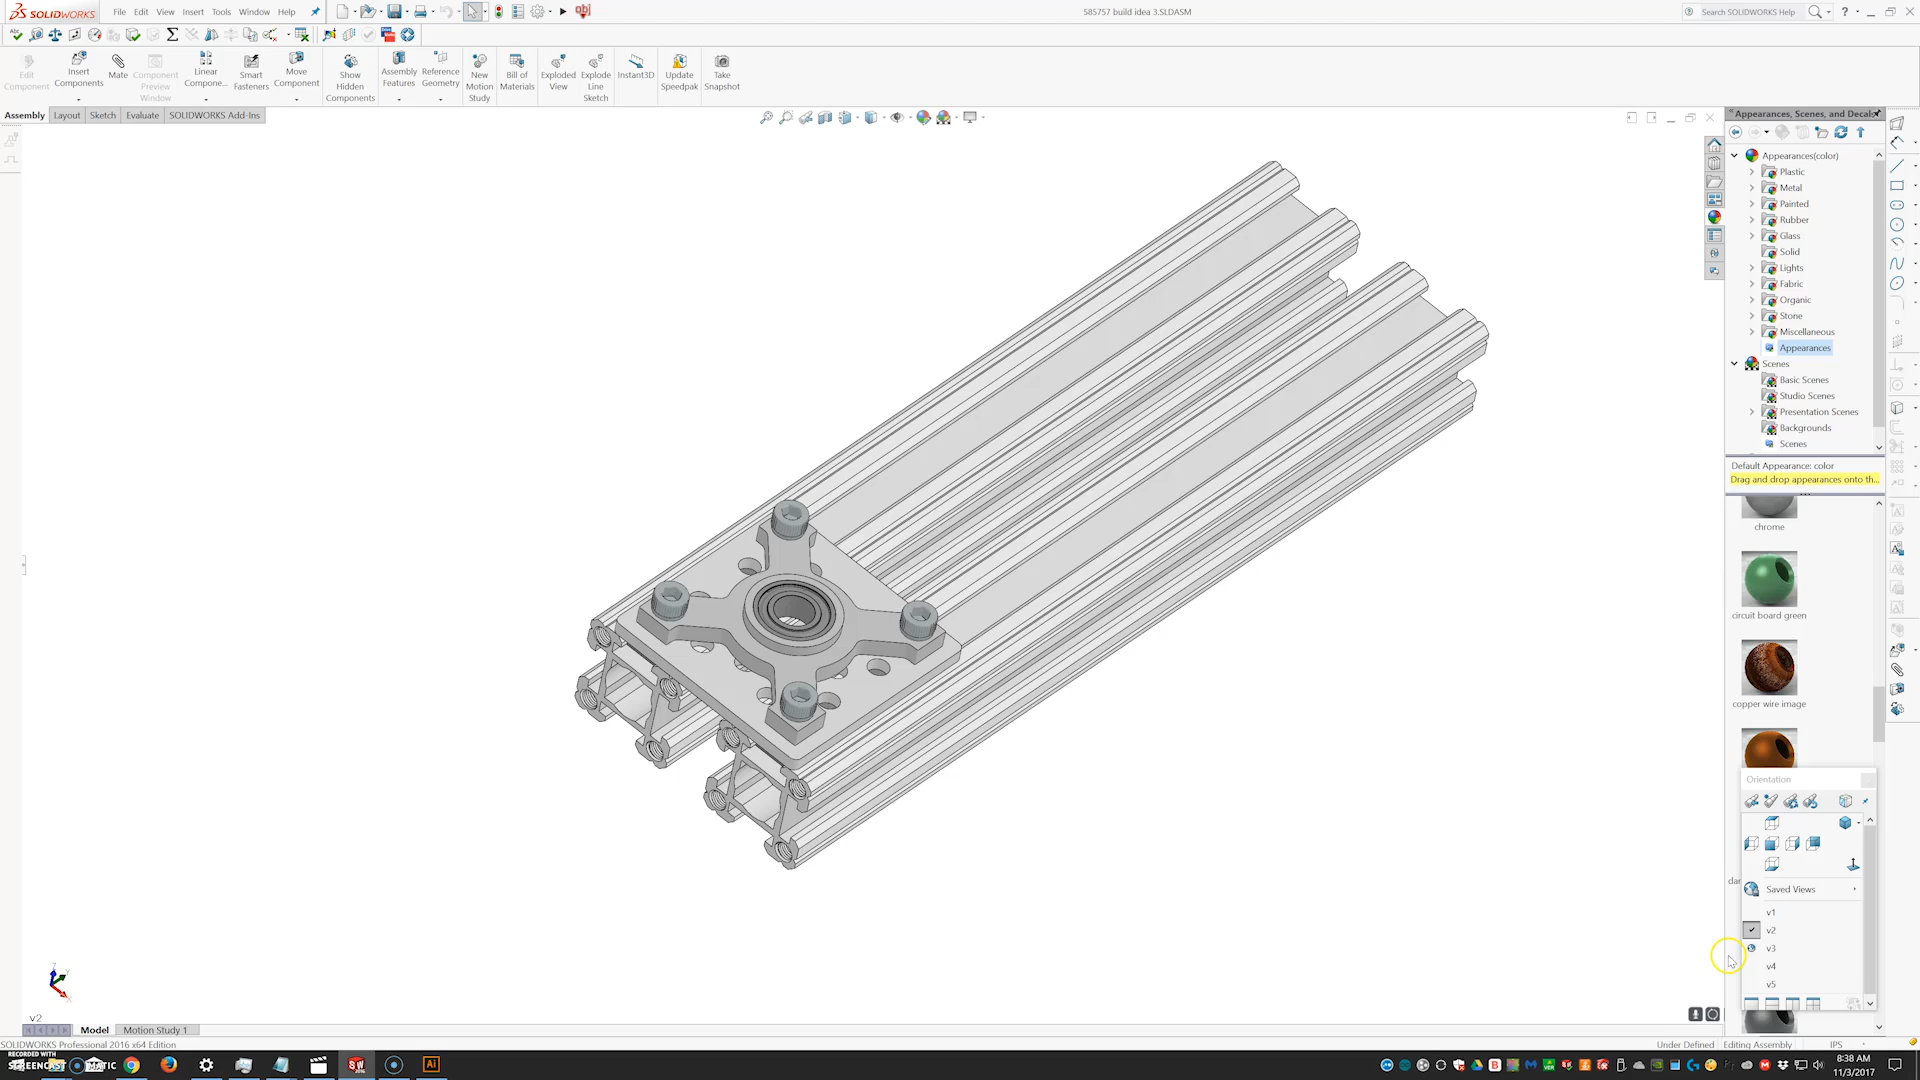 SOLIDWORKS
File Edit View Insert Tools Window Help
585757 build idea 3.SLDASM
Search SOLIDWORKS Help
Edit Component
Insert Components
Mate
Component Preview Window
Linear Compone...
Smart Fasteners
Move Component
Show Hidden Components
Assembly Features
Reference Geometry
New Motion Study
Bill of Materials
Exploded View
Explode Line Sketch
Instant3D
Update Speedpak
Take Snapshot
Assembly Layout Sketch Evaluate SOLIDWORKS Add-Ins
Appearances, Scenes, and Decals
Appearances(color)
Plastic
Metal
Painted
Rubber
Glass
Solid
Lights
Fabric
Organic
Stone
Miscellaneous
Appearances
Scenes
Basic Scenes
Studio Scenes
Presentation Scenes
Backgrounds
Scenes
Default Appearance: color
Drag and drop appearances onto th...
chrome
circuit board green
copper wire image
Orientation
Saved Views
v1
v2
v3
v4
v5
v2
Model Motion Study 1
SOLIDWORKS Professional 2016 x64 Edition
Under Defined Editing Assembly IPS
RECORDED WITH
SCREENCAST MATIC
8:38 AM
11/3/2017